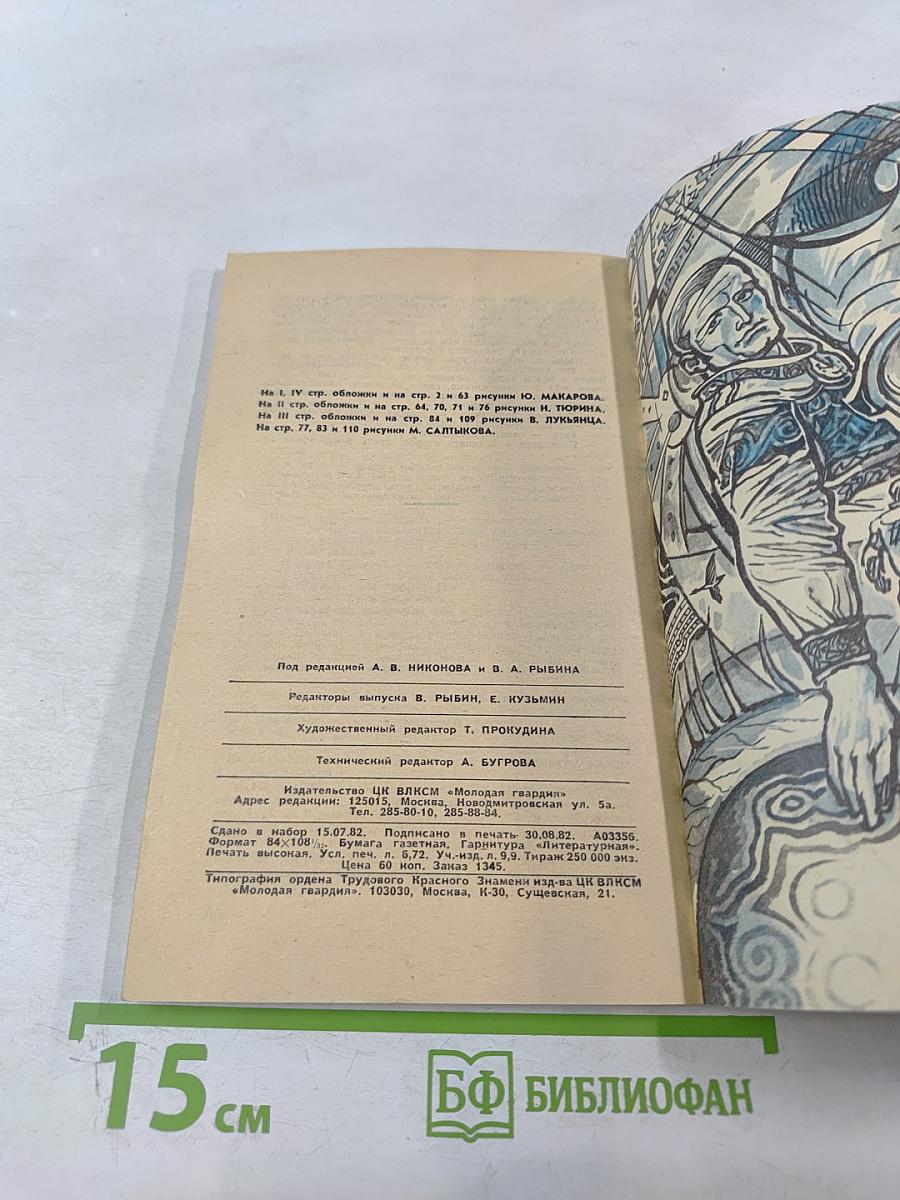 На I, IV стр. обложки и на стр. 2 и 63 рисунки Ю. МАКАРОВА.
На II стр. обложки и на стр. 64, 70, 71 и 76 рисунки Н. ТЮРИНА.
На III стр. обложки и на стр. 84 и 109 рисунки В. ЛУКЬЯНЦА.
На стр. 77, 83 и 110 рисунки М. САЛТЫКОВА.
Под редакцией А. В. НИКОНОВА и В. А. РЫБИНА
Редакторы выпуска В. РЫБИН, Е. КУЗЬМИН
Художественный редактор Т. ПРОКУДИНА
Технический редактор А. БУГРОВА
Издательство ЦК ВЛКСМ «Молодая гвардия»
Адрес редакции: 125015, Москва, Новодмитровская ул. 5а.
Тел. 285-80-10, 285-88-84.
Сдано в набор 15.07.82. Подписано в печать 30.08.82. А03356.
Формат 84×108¹/₃₂. Бумага газетная, Гарнитура «Литературная».
Печать высокая. Усл. печ. л. 6,72. Уч.-изд. л. 9,9. Тираж 250 000 экз.
Цена 60 коп. Заказ 1345.
Типография ордена Трудового Красного Знамени изд-ва ЦК ВЛКСМ
«Молодая гвардия». 103030, Москва, К-30, Сущевская, 21.
15 см
БФ БИБЛИОФАН